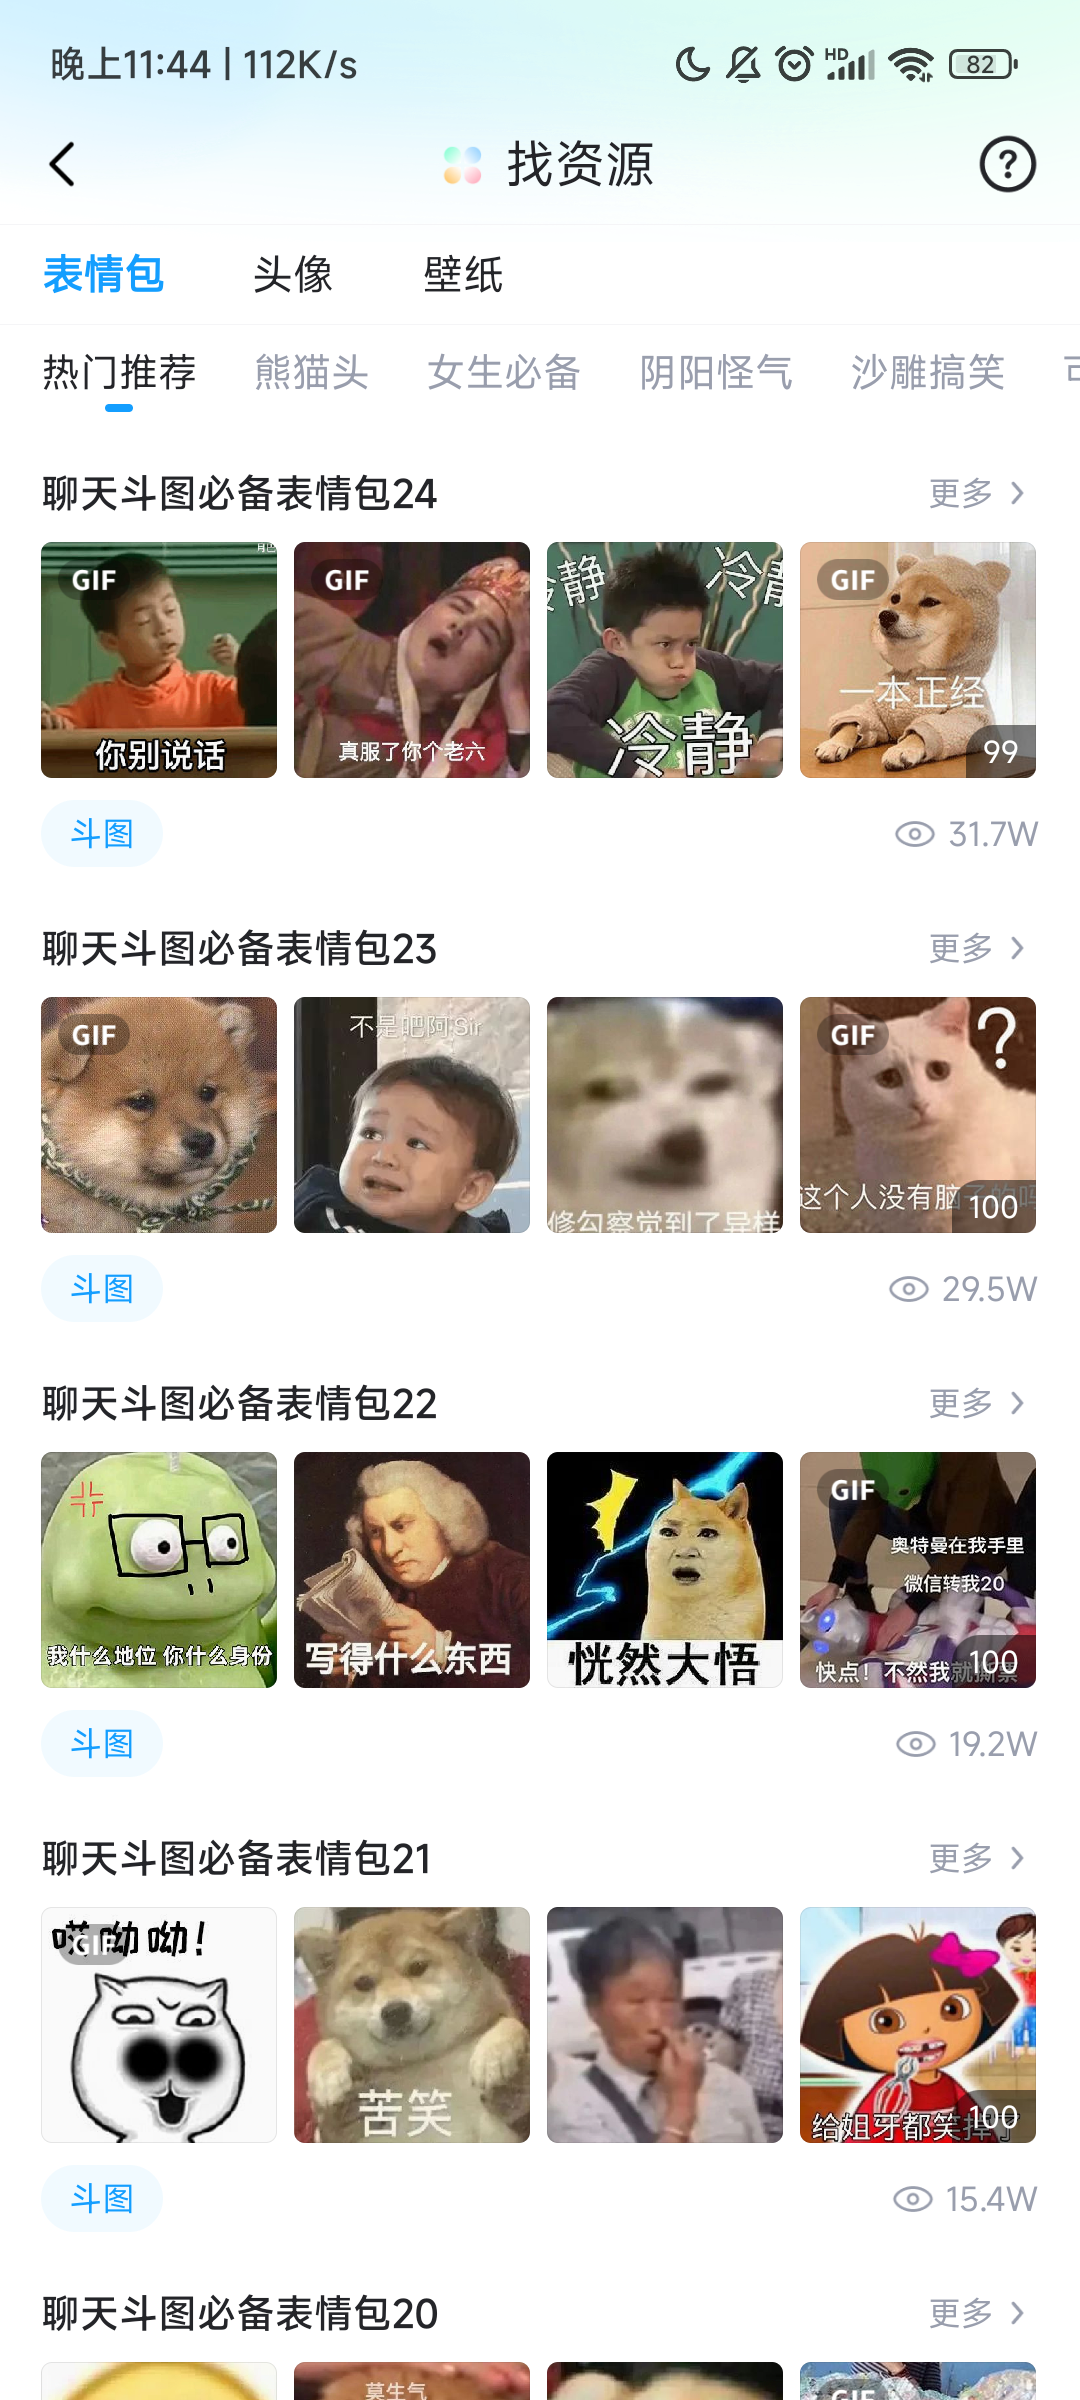 晚上11:44 | 112K/s
HD
82
找资源
表情包 头像 壁纸
热门推荐 熊猫头 女生必备 阴阳怪气 沙雕搞笑
聊天斗图必备表情包24 更多
GIF
你别说话
GIF
真服了你个老六
冷静 冷静
冷静
GIF
一本正经
99
斗图 31.7W
聊天斗图必备表情包23 更多
GIF
不是吧阿Sir
修勾察觉到了异样
GIF
?
这个人没有脑子的吗
100
斗图 29.5W
聊天斗图必备表情包22 更多
我什么地位 你什么身份
写得什么东西
恍然大悟
GIF
奥特曼在我手里
微信转我20
快点！不然我就撕票
100
斗图 19.2W
聊天斗图必备表情包21 更多
哎呦呦！
GIF
苦笑
给姐牙都笑掉了
100
斗图 15.4W
聊天斗图必备表情包20 更多
莫生气
GIF